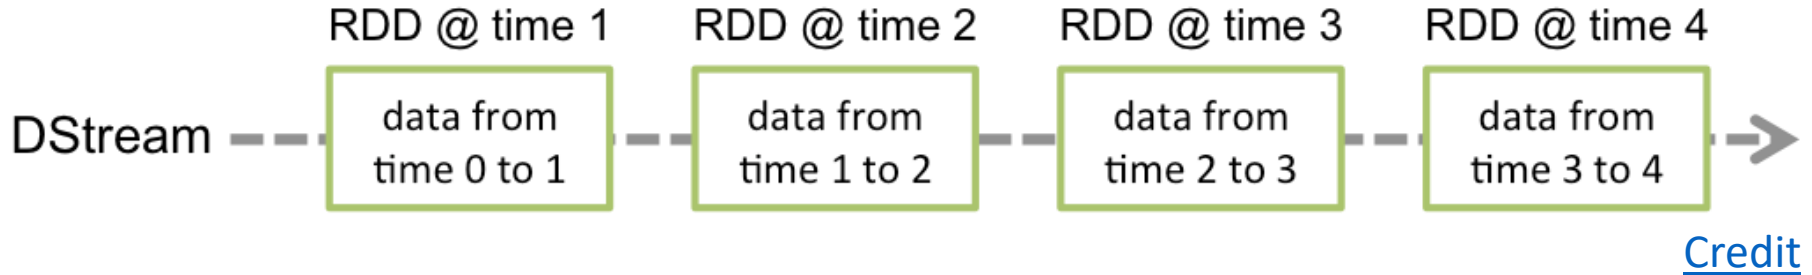 RDD @ time 1 RDD @ time 2 RDD @ time 3 RDD @ time 4
DStream
data from
time 0 to 1
data from
time 1 to 2
data from
time 2 to 3
data from
time 3 to 4
Credit